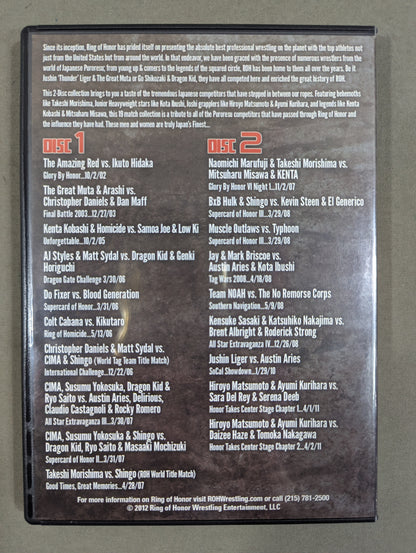 Since its inception, Ring of Honor has prided itself on presenting the absolute best professional wrestling on the planet with the top athletes not
just from the United States but from around the world. In that endeavor, we have been graced with the presence of numerous wrestlers from the
world of Japanese Pororesu; from young up & comers to the legends of the squared circle, ROH has been home to them all over the years. Be it
Jushin 'Thunder' Liger & The Great Muta or Go Shiozaki & Dragon Kid, they have all competed here and enriched the great history of ROH.
This 2-Disc collection brings to you a taste of the tremendous Japanese competitors that have stepped in between our ropes. Featuring behemoths
like Takeshi Morishima, Junior Heavyweight stars like Kota Ibushi, Joshi grapplers like Hiroyo Matsumoto & Ayumi Kurihara, and legends like Kenta
Kobashi & Mitsuharu Misawa, this 19 match collection is a tribute to all of the Pororesu competitors that have passed through Ring of Honor and
the influence they have had. These men and women are truly Japan's Finest...
DISC 1
The Amazing Red vs. Ikuto Hidaka
Glory By Honor...10/2/02
The Great Muta & Arashi vs.
Christopher Daniels & Dan Maff
Final Battle 2003...12/27/03
Kenta Kobashi & Homicide vs. Samoa Joe & Low Ki
Unforgettable...10/2/05
AJ Styles & Matt Sydal vs. Dragon Kid & Genki
Horiguchi
Dragon Gate Challenge 3/30/06
Do Fixer vs. Blood Generation
Supercard of Honor...3/31/06
Colt Cabana vs. Kikutaro
Ring of Homicide...5/13/06
Christopher Daniels & Matt Sydal vs.
CIMA & Shingo (World Tag Team Title Match)
International Challenge...12/22/06
CIMA, Susumu Yokosuka, Dragon Kid &
Ryo Saito vs. Austin Aries, Delirious,
Claudio Castagnoli & Rocky Romero
All Star Extravaganza III...3/30/07
CIMA, Susumu Yokosuka & Shingo vs.
Dragon Kid, Ryo Saito & Masaaki Mochizuki
Supercard of Honor II...3/31/07
Takeshi Morishima vs. Shingo (ROH World Title Match)
Good Times, Great Memories...4/28/07
DISC 2
Naomichi Marufuji & Takeshi Morishima vs.
Mitsuharu Misawa & KENTA
Glory By Honor VI Night 1...11/2/07
BxB Hulk & Shingo vs. Kevin Steen & El Generico
Supercard of Honor III...3/29/08
Muscle Outlaws vs. Typhoon
Supercard of Honor III...3/29/08
Jay & Mark Briscoe vs.
Austin Aries & Kota Ibushi
Tag Wars 2008...4/18/08
Team NOAH vs. The No Remorse Corps
Southern Navigation...5/9/08
Kensuke Sasaki & Katsuhiko Nakajima vs.
Brent Albright & Roderick Strong
All Star Extravaganza IV...12/26/08
Jushin Liger vs. Austin Aries
SoCal Showdown...1/29/10
Hiroyo Matsumoto & Ayumi Kurihara vs.
Sara Del Rey & Serena Deeb
Honor Takes Center Stage Chapter 1...4/1/11
Hiroyo Matsumoto & Ayumi Kurihara vs.
Daizee Haze & Tomoka Nakagawa
Honor Takes Center Stage Chapter 2...4/2/11
For more information on Ring of Honor visit ROHWrestling.com or call (215) 781-2500
© 2012 Ring of Honor Wrestling Entertainment, LLC